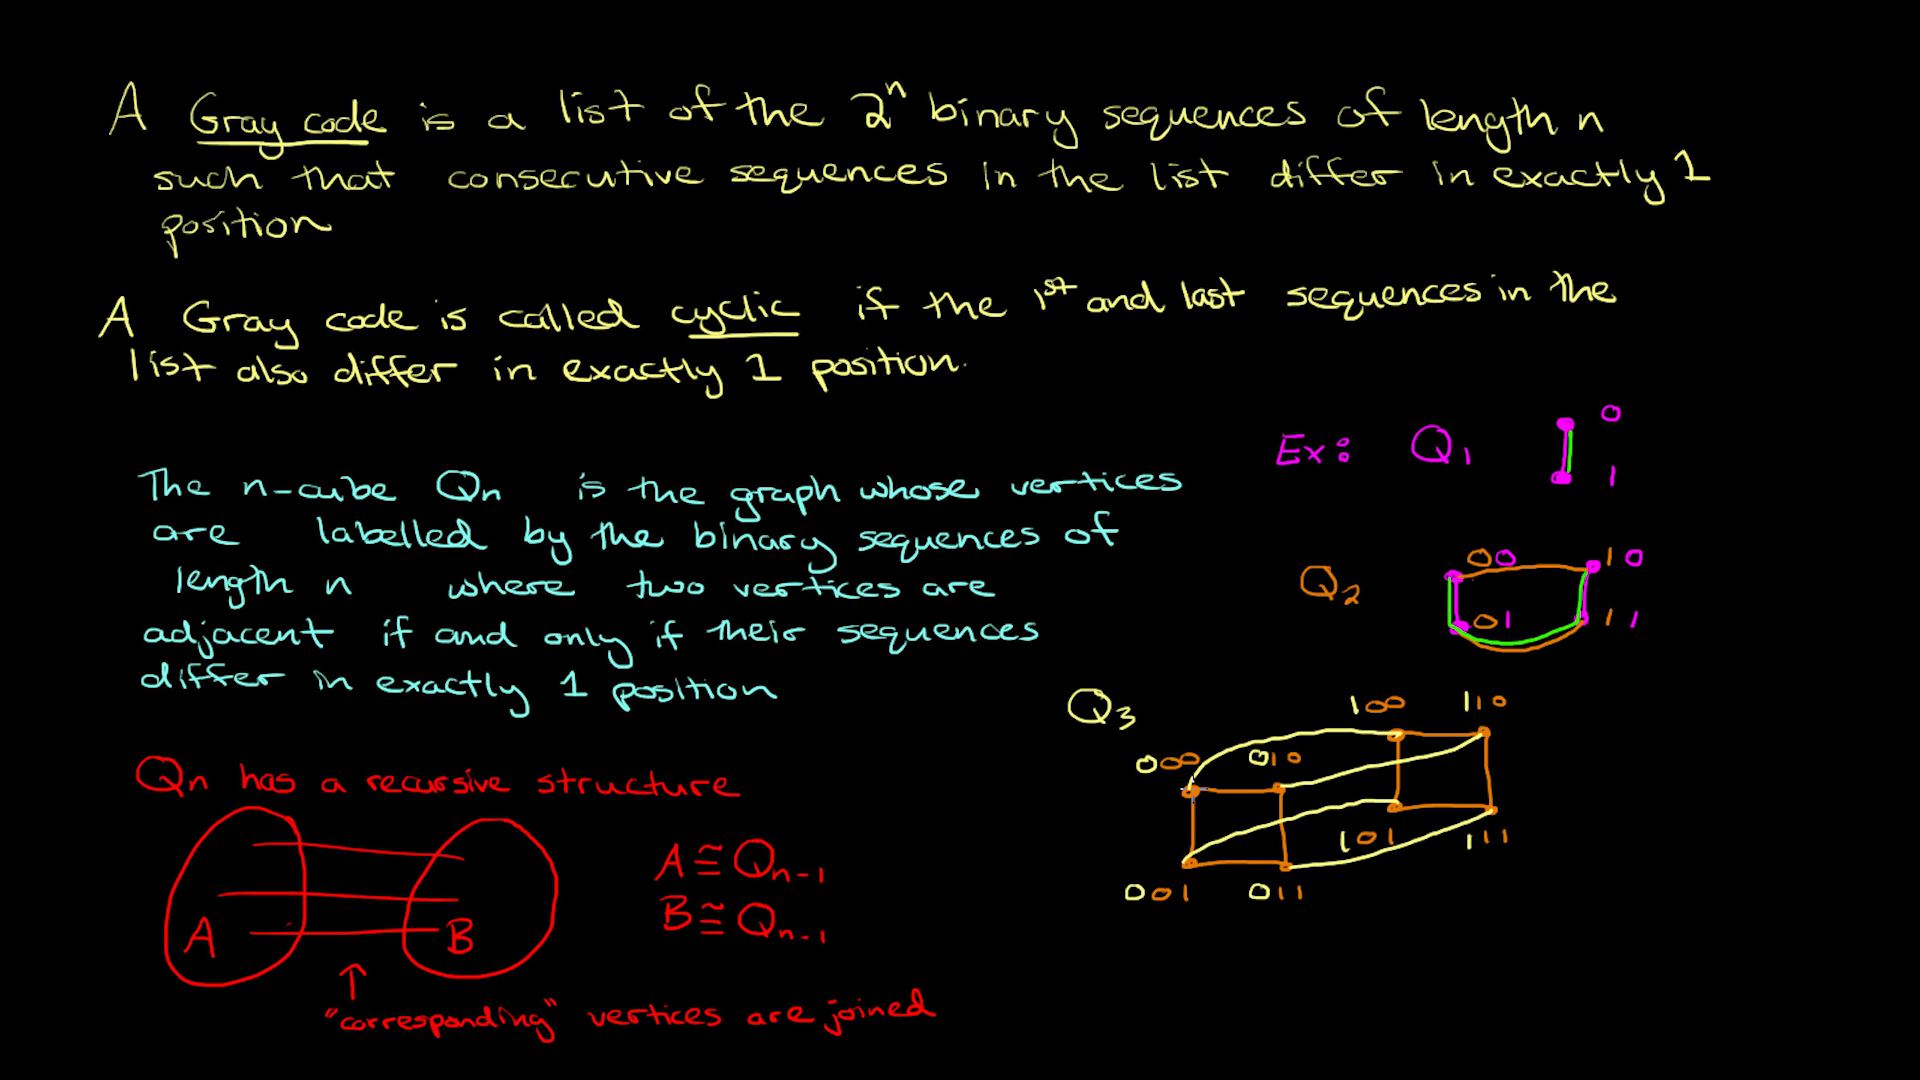 A Gray code is a list of the 2ⁿ binary sequences of length n
such that consecutive sequences in the list differ in exactly 1
position
A Gray code is called cyclic if the 1st and last sequences in the
list also differ in exactly 1 position.
The n-cube Qn is the graph whose vertices
are labelled by the binary sequences of
length n where two vertices are
adjacent if and only if their sequences
differ in exactly 1 position
Qn has a recursive structure
A B
A ≅ Qn-1
B ≅ Qn-1
↑
"corresponding" vertices are joined
Ex: Q1
0
1
Q2
00 10
01 11
Q3
100 110
000 010
101 111
001 011